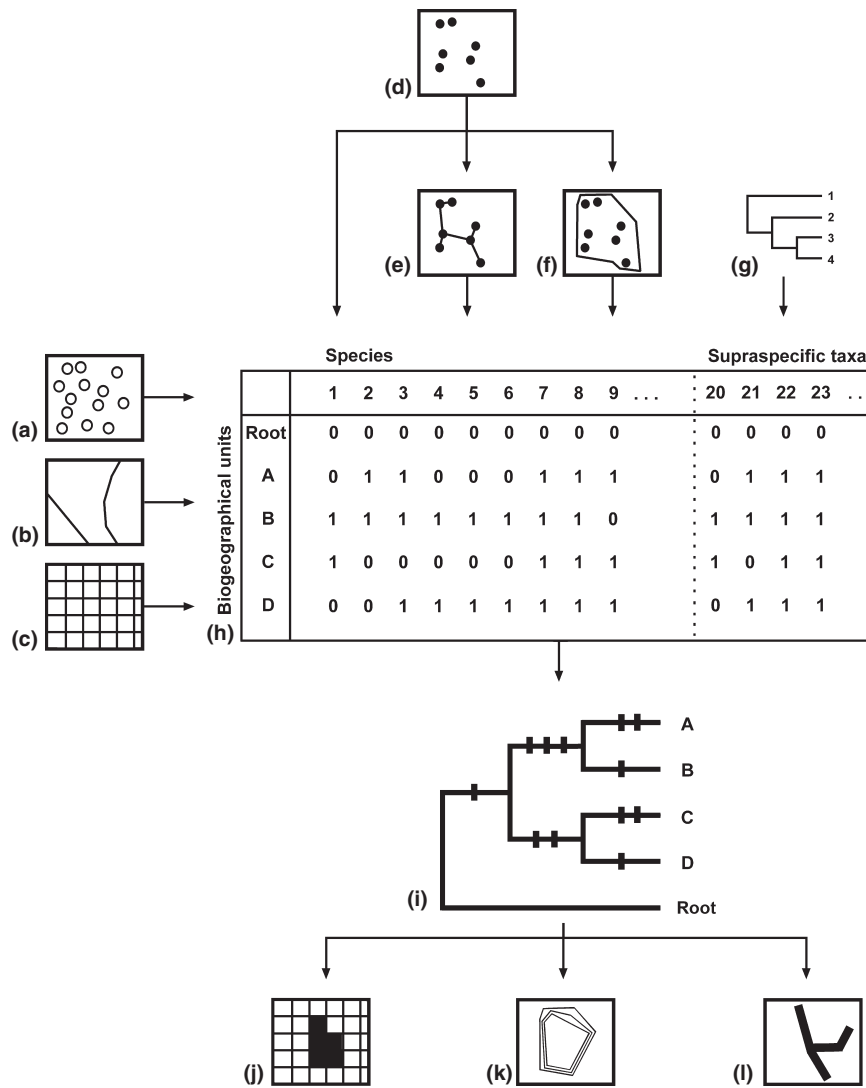 (d)
(e)
(f)
(g)
1
2
3
4
Species
Supraspecific taxa
1 2 3 4 5 6 7 8 9 ... 20 21 22 23 ..
Root 0 0 0 0 0 0 0 0 0 0 0 0 0
A 0 1 1 0 0 0 1 1 1 0 1 1 1
B 1 1 1 1 1 1 1 1 0 1 1 1 1
C 1 0 0 0 0 0 1 1 1 1 0 1 1
D 0 0 1 1 1 1 1 1 1 0 1 1 1
Biogeographical units
(a)
(b)
(c)
(h)
A
B
C
D
Root
(i)
(j)
(k)
(l)